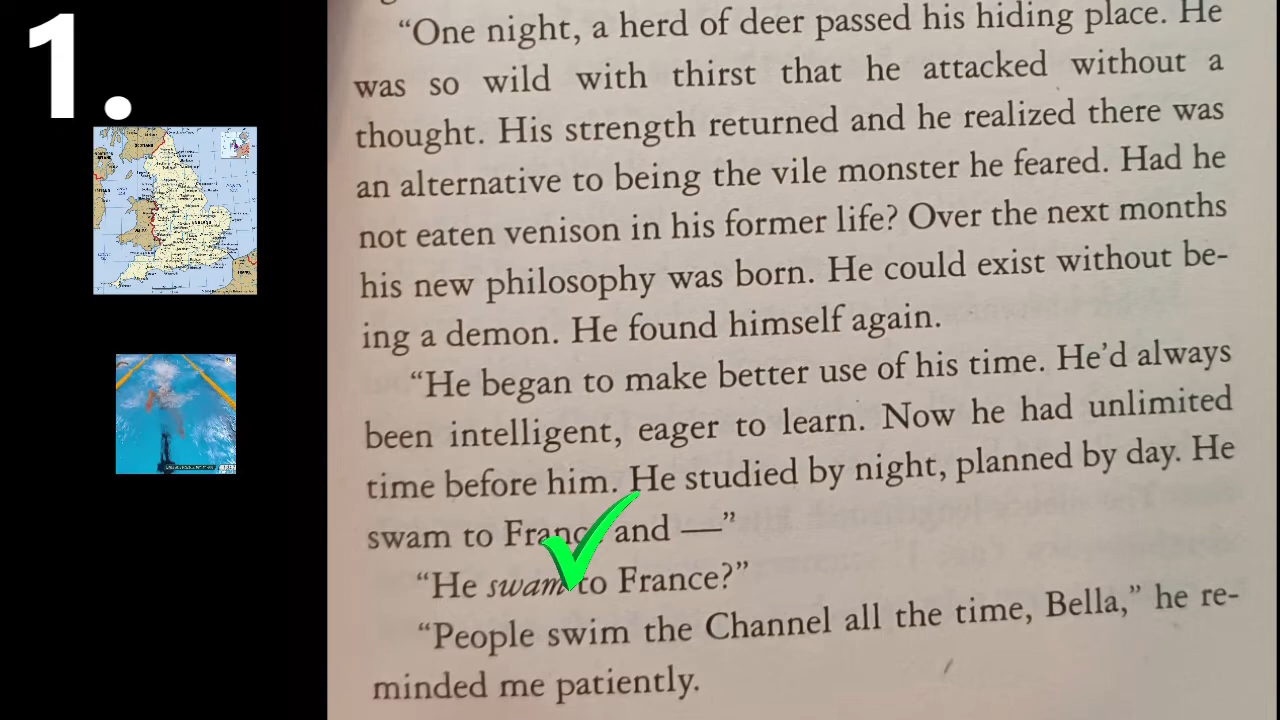 1.
“One night, a herd of deer passed his hiding place. He
was so wild with thirst that he attacked without a
thought. His strength returned and he realized there was
an alternative to being the vile monster he feared. Had he
not eaten venison in his former life? Over the next months
his new philosophy was born. He could exist without be-
ing a demon. He found himself again.
“He began to make better use of his time. He’d always
been intelligent, eager to learn. Now he had unlimited
time before him. He studied by night, planned by day. He
swam to France and —”
“He swam to France?”
“People swim the Channel all the time, Bella,” he re-
minded me patiently.